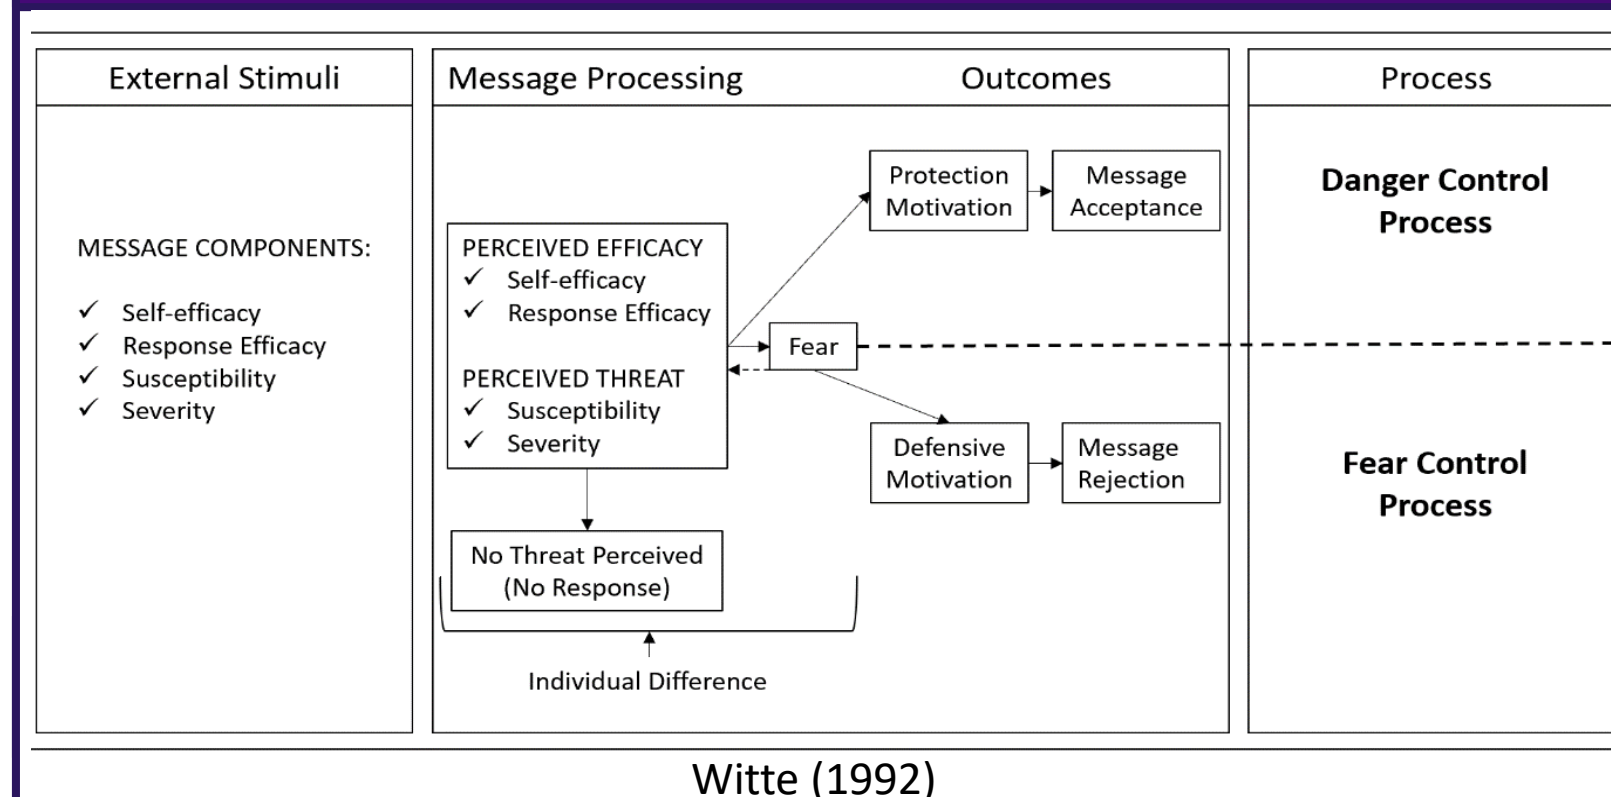 External Stimuli
MESSAGE COMPONENTS:
✓ Self-efficacy
✓ Response Efficacy
✓ Susceptibility
✓ Severity
Message Processing
Outcomes
PERCEIVED EFFICACY
✓ Self-efficacy
✓ Response Efficacy
PERCEIVED THREAT
✓ Susceptibility
✓ Severity
No Threat Perceived
(No Response)
Individual Difference
Fear
Protection
Motivation
Message
Acceptance
Defensive
Motivation
Message
Rejection
Process
Danger Control
Process
Fear Control
Process
Witte (1992)